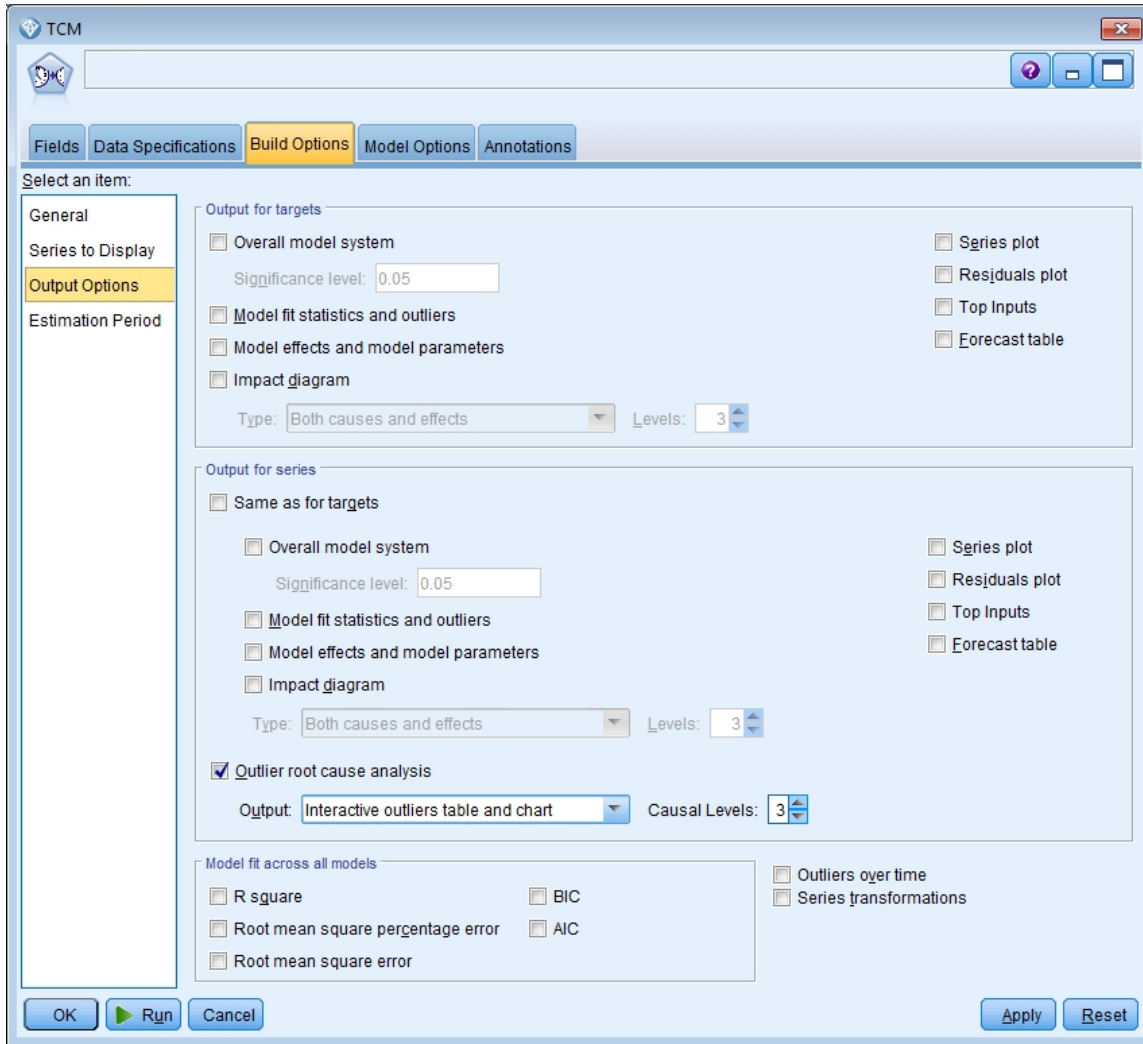 TCM
Fields Data Specifications Build Options Model Options Annotations
Select an item:
General
Series to Display
Output Options
Estimation Period
Output for targets
Overall model system
Significance level: 0.05
Model fit statistics and outliers
Model effects and model parameters
Impact diagram
Type: Both causes and effects Levels: 3
Series plot
Residuals plot
Top Inputs
Forecast table
Output for series
Same as for targets
Overall model system
Significance level: 0.05
Model fit statistics and outliers
Model effects and model parameters
Impact diagram
Type: Both causes and effects Levels: 3
Series plot
Residuals plot
Top Inputs
Forecast table
Outlier root cause analysis
Output: Interactive outliers table and chart Causal Levels: 3
Model fit across all models
R square
Root mean square percentage error
Root mean square error
BIC
AIC
Outliers over time
Series transformations
OK Run Cancel Apply Reset